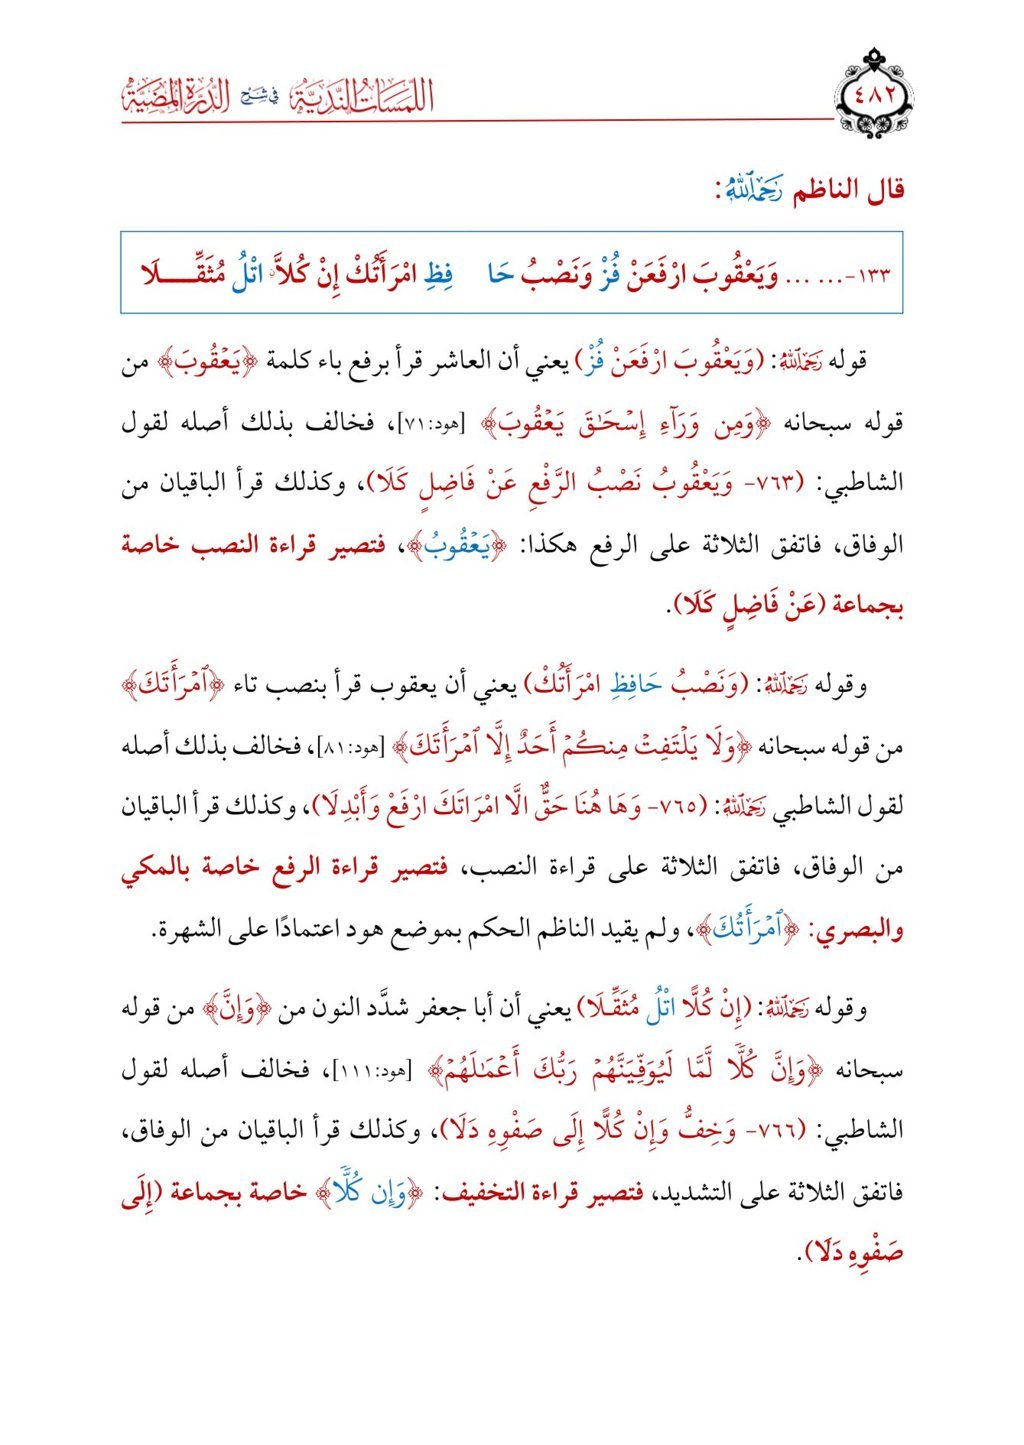 ٤٨٢
اللمسات الندية في شرح الدرة المضية
قال الناظم رَحِمَهُ ٱللَّهُ:
١٣٣-... ... وَيَعْقُوبَ ارْفَعَنْ فُزْ وَنَصْبُ حَا فِظِ امْرَأَتُكْ إِنْ كُلاًّ اتْلُ مُثَقِّـــــلَا
قوله رَحِمَهُ ٱللَّهُ: (وَيَعْقُوبَ ارْفَعَنْ فُزْ) يعني أن العاشر قرأ برفع باء كلمة ﴿يَعۡقُوبَ﴾ من
قوله سبحانه ﴿وَمِن وَرَآءِ إِسۡحَٰقَ يَعۡقُوبَ﴾ [هود:٧١]، فخالف بذلك أصله لقول
الشاطبي: (٧٦٣- وَيَعْقُوبُ نَصْبُ الرَّفْعِ عَنْ فَاضِلٍ كَلَا)، وكذلك قرأ الباقيان من
الوفاق، فاتفق الثلاثة على الرفع هكذا: ﴿يَعۡقُوبُ﴾، فتصير قراءة النصب خاصة
بجماعة (عَنْ فَاضِلٍ كَلَا).
وقوله رَحِمَهُ ٱللَّهُ: (وَنَصْبُ حَافِظِ امْرَأَتُكْ) يعني أن يعقوب قرأ بنصب تاء ﴿ٱمۡرَأَتَكَ﴾
من قوله سبحانه ﴿وَلَا يَلۡتَفِتۡ مِنكُمۡ أَحَدٌ إِلَّا ٱمۡرَأَتَكَ﴾ [هود:٨١]، فخالف بذلك أصله
لقول الشاطبي رَحِمَهُ ٱللَّهُ: (٧٦٥- وَهَا هُنَا حَقٌّ الَّا امْرَاتَكَ ارْفَعْ وَأَبْدِلَا)، وكذلك قرأ الباقيان
من الوفاق، فاتفق الثلاثة على قراءة النصب، فتصير قراءة الرفع خاصة بالمكي
والبصري: ﴿ٱمۡرَأَتُكَ﴾، ولم يقيد الناظم الحكم بموضع هود اعتمادًا على الشهرة.
وقوله رَحِمَهُ ٱللَّهُ: (إِنْ كُلًّا اتْلُ مُثَقِّـلَا) يعني أن أبا جعفر شدَّد النون من ﴿وَإِنَّ﴾ من قوله
سبحانه ﴿وَإِنَّ كُلّٗا لَّمَّا لَيُوَفِّيَنَّهُمۡ رَبُّكَ أَعۡمَٰلَهُمۡ﴾ [هود:١١١]، فخالف أصله لقول
الشاطبي: (٧٦٦- وَخِفُّ وَإِنْ كُلًّا إِلَى صَفْوِهِ دَلَا)، وكذلك قرأ الباقيان من الوفاق،
فاتفق الثلاثة على التشديد، فتصير قراءة التخفيف: ﴿وَإِن كُلّٗا﴾ خاصة بجماعة (إِلَى
صَفْوِهِ دَلَا).